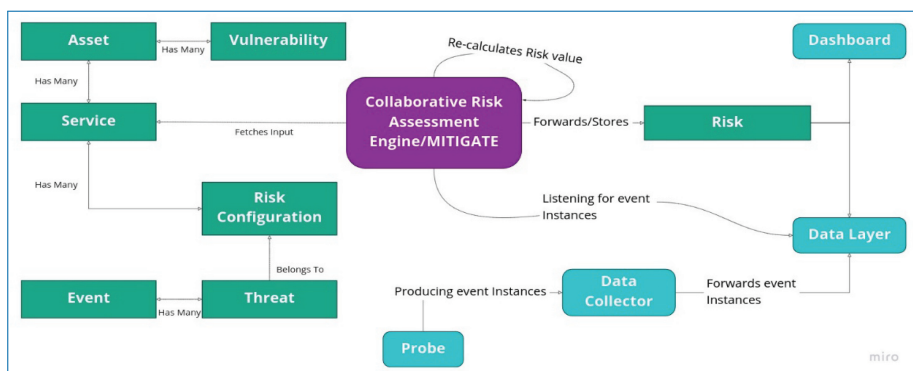 Asset
Has Many
Vulnerability
Re-calculates Risk value
Dashboard
Has Many
Collaborative Risk
Assessment
Engine/MITIGATE
Service
Fetches Input
Forwards/Stores
Risk
Has Many
Risk
Configuration
Listening for event
Instances
Data Layer
Belongs To
Event
Has Many
Threat
Producing event Instances
Data
Collector
Forwards event
Instances
Probe
miro